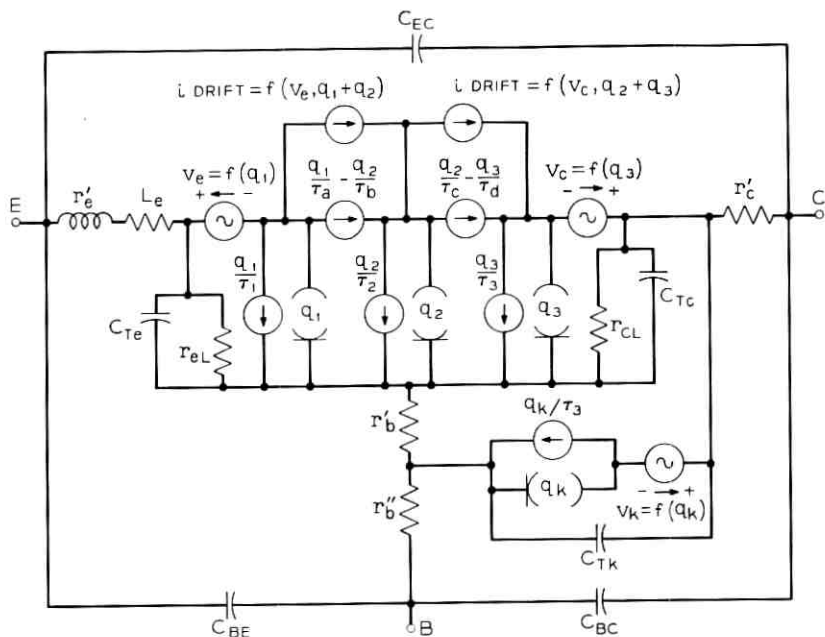 C_EC
i DRIFT = f(v_e, q_1 + q_2)
i DRIFT = f(v_c, q_2 + q_3)
v_e = f(q_1)
+ ← -
q_1/τ_a - q_2/τ_b
q_2/τ_c - q_3/τ_d
v_c = f(q_3)
- → +
E
r'_e
L_e
r'_c
C
q_1/τ_1
q_1
q_2/τ_2
q_2
q_3/τ_3
q_3
C_Te
r_eL
r_CL
C_Tc
r'_b
q_k/τ_3
q_k
- → +
v_k = f(q_k)
r''_b
C_Tk
C_BE
B
C_BC